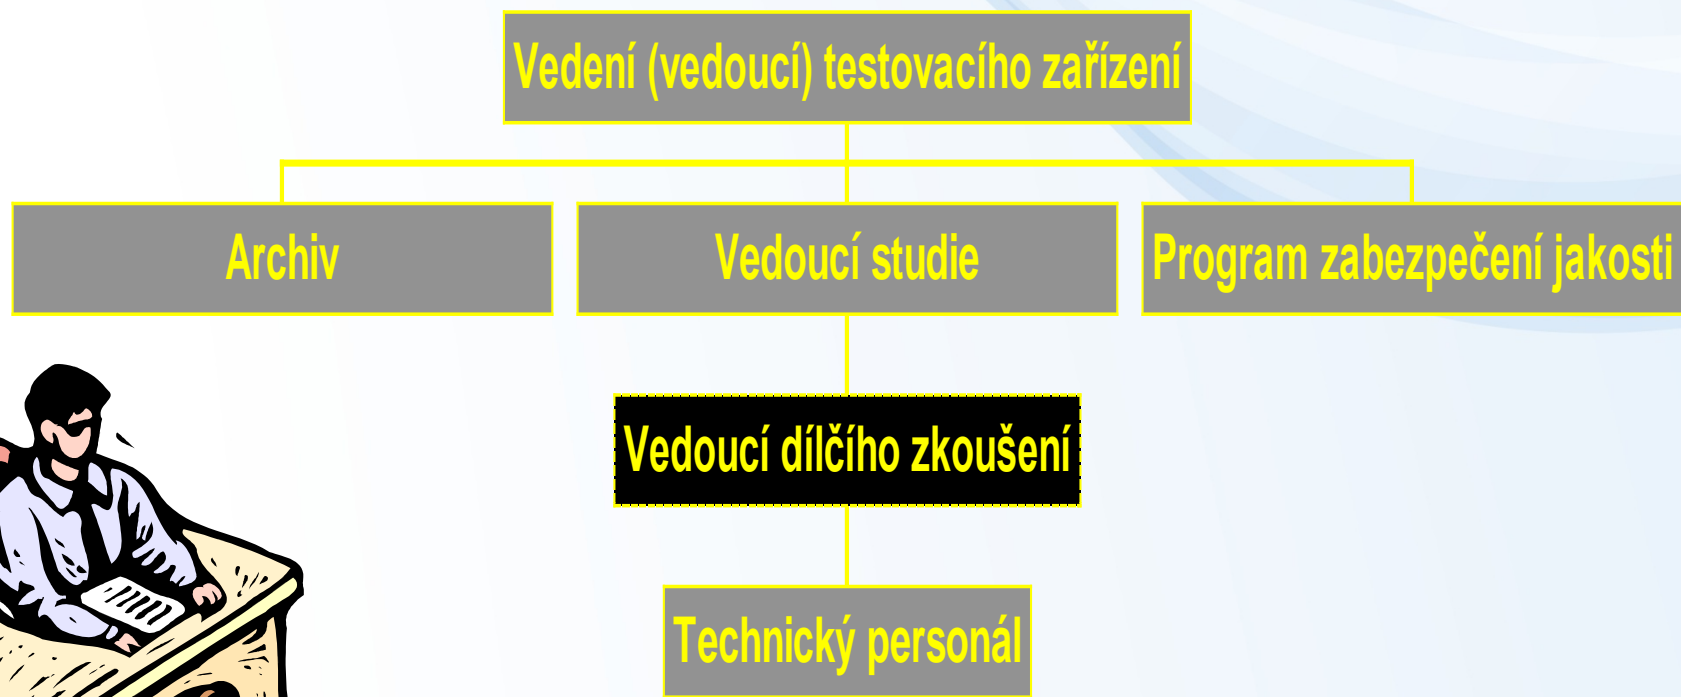 Vedení (vedoucí) testovacího zařízení
Archiv
Vedoucí studie
Program zabezpečení jakosti
Vedoucí dílčího zkoušení
Technický personál